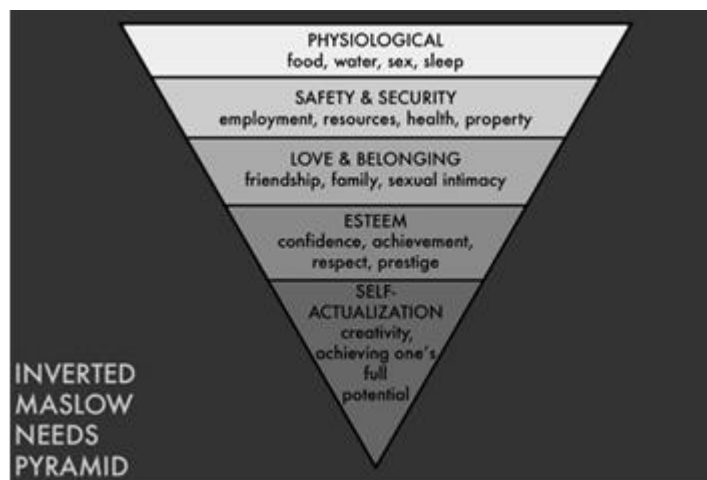 PHYSIOLOGICAL
food, water, sex, sleep
SAFETY & SECURITY
employment, resources, health, property
LOVE & BELONGING
friendship, family, sexual intimacy
ESTEEM
confidence, achievement,
respect, prestige
SELF-
ACTUALIZATION
creativity,
achieving one's
full
potential
INVERTED
MASLOW
NEEDS
PYRAMID